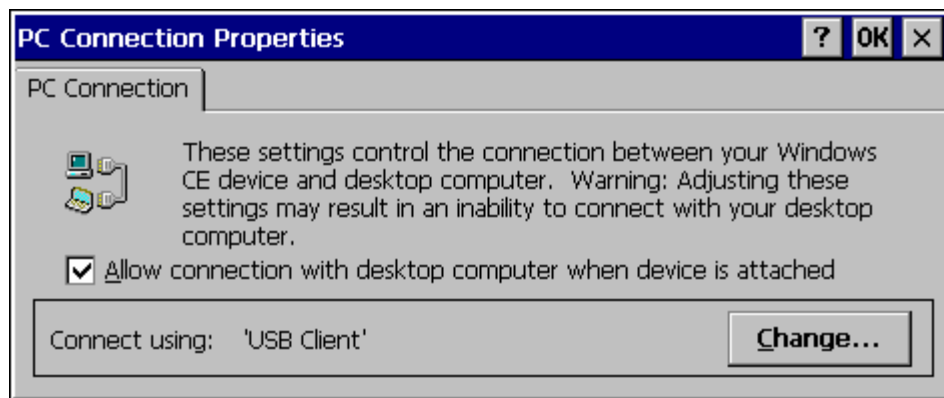 PC Connection Properties ? OK ×
PC Connection
These settings control the connection between your Windows
CE device and desktop computer. Warning: Adjusting these
settings may result in an inability to connect with your desktop
computer.
Allow connection with desktop computer when device is attached
Connect using: 'USB Client' Change...